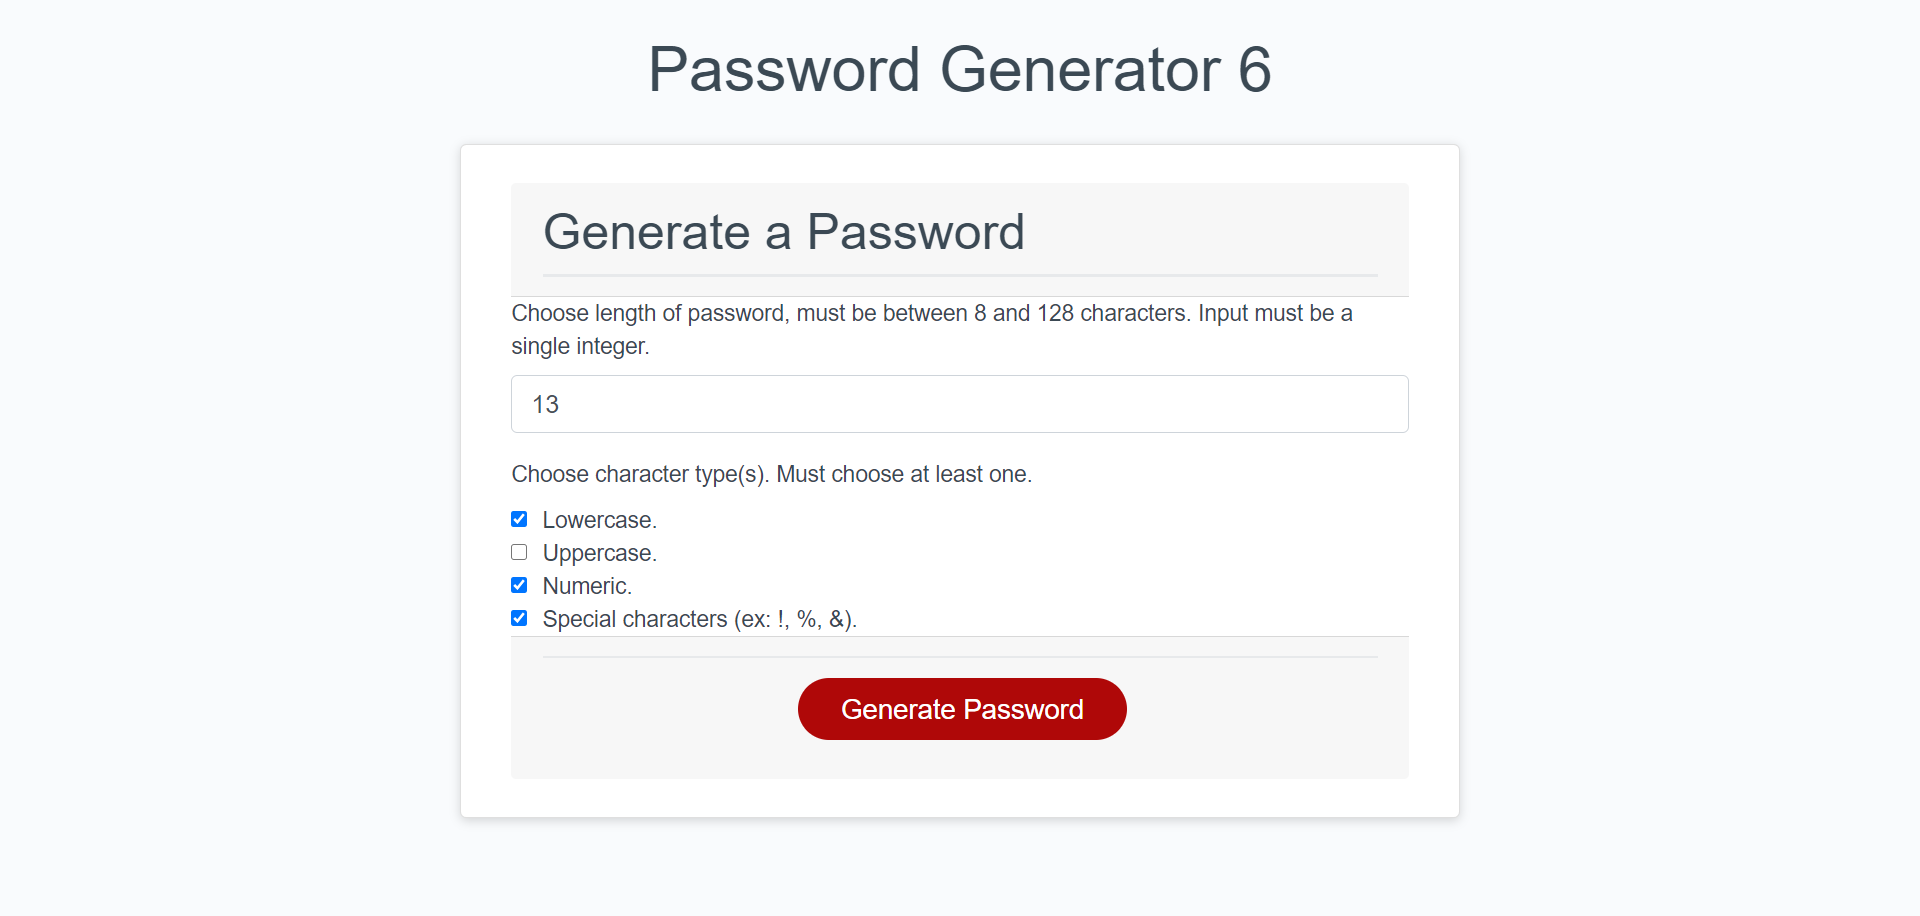 Password Generator 6
Generate a Password
Choose length of password, must be between 8 and 128 characters. Input must be a
single integer.
13
Choose character type(s). Must choose at least one.
Lowercase.
Uppercase.
Numeric.
Special characters (ex: !, %, &).
Generate Password